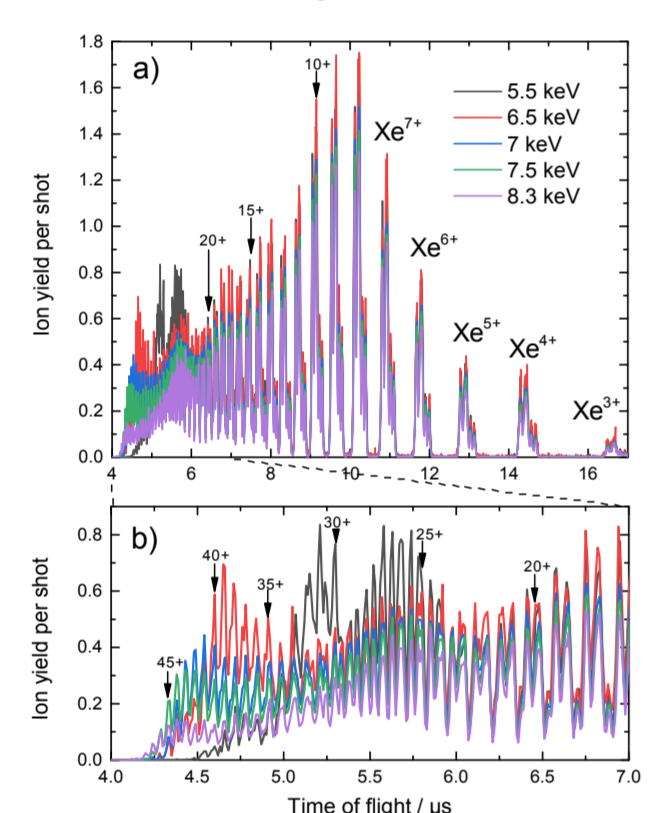 a)
1.8
1.6
1.4
1.2
1.0
0.8
0.6
0.4
0.2
0.0
Ion yield per shot
20+
15+
10+
Xe7+
Xe6+
Xe5+
Xe4+
Xe3+
5.5 keV
6.5 keV
7 keV
7.5 keV
8.3 keV
4 6 8 10 12 14 16
b)
0.8
0.6
0.4
0.2
0.0
Ion yield per shot
45+
40+
35+
30+
25+
20+
4.0 4.5 5.0 5.5 6.0 6.5 7.0
Time of flight / us